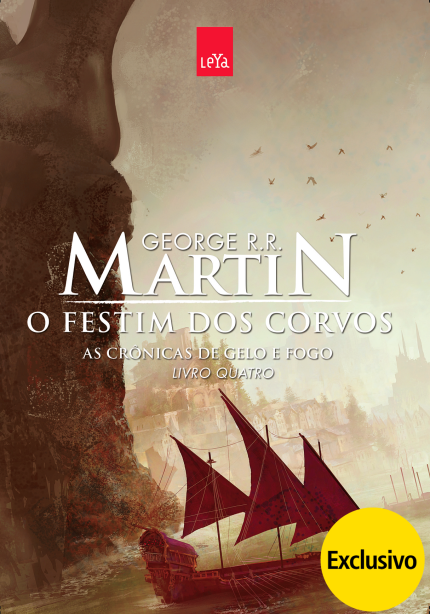 LeYa
GEORGE R.R.
MARTIN
O FESTIM DOS CORVOS
AS CRÔNICAS DE GELO E FOGO
LIVRO QUATRO
Exclusivo